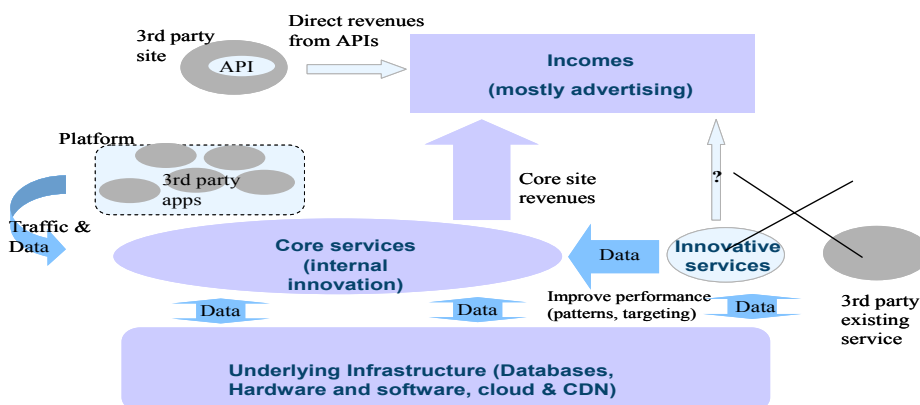 Direct revenues
from APIs
3rd party
site
API
Incomes
(mostly advertising)
Platform
3rd party
apps
?
Core site
revenues
Traffic &
Data
Core services
(internal
innovation)
Data
Innovative
services
Improve performance
(patterns, targeting)
Data
Data
Data
3rd party
existing
service
Underlying Infrastructure (Databases,
Hardware and software, cloud & CDN)